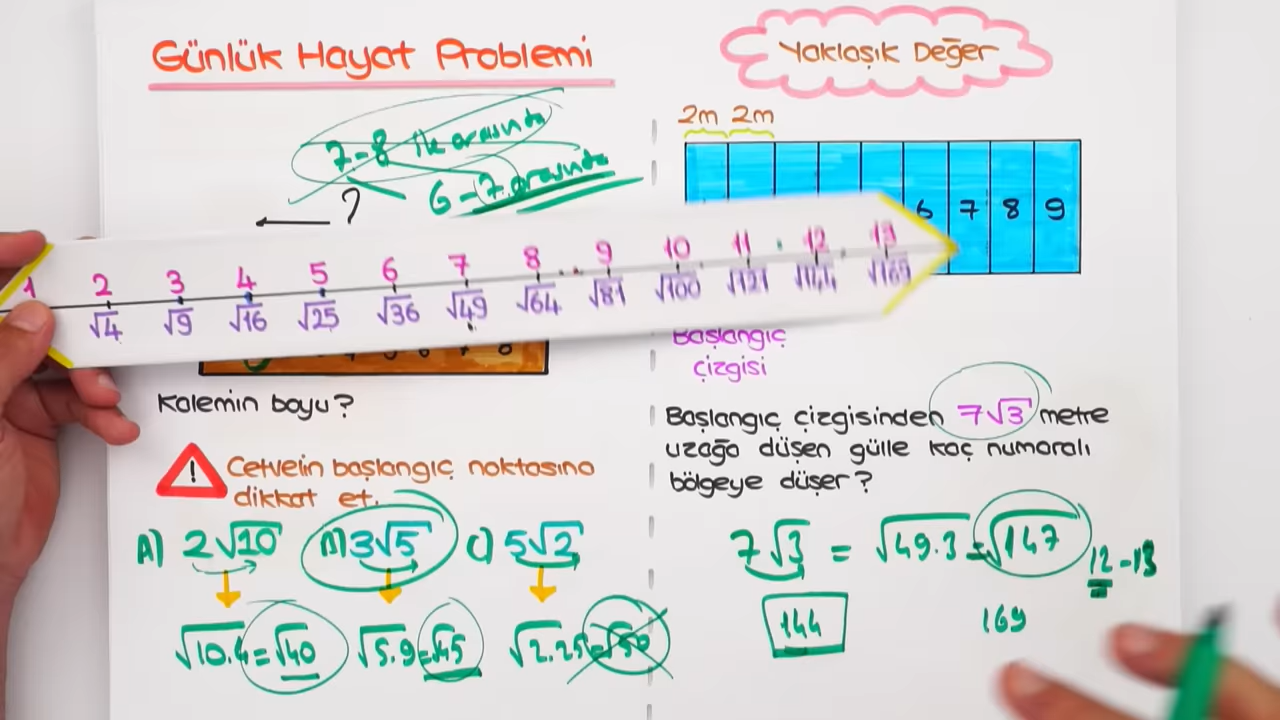 Günlük Hayat Problemi
7-8 ilk arasında
6-7 arasında
?
1 2 3 4 5 6 7 8 9 10 11 12 13
√4 √9 √16 √25 √36 √49 √64 √81 √100 √121 √144 √169
Kalemin boyu?
!
Cetvelin başlangıç noktasına
dikkat et.
A) 2√10 B) 3√5 C) 5√2
√10.4=√40 √5.9=√45 √2.25=√50
Yaklaşık Değer
2m 2m
6 7 8 9
Başlangıç
çizgisi
Başlangıç çizgisinden 7√3 metre
uzağa düşen gülle kaç numaralı
bölgeye düşer?
7√3 = √49.3=√147
12-13
144 169